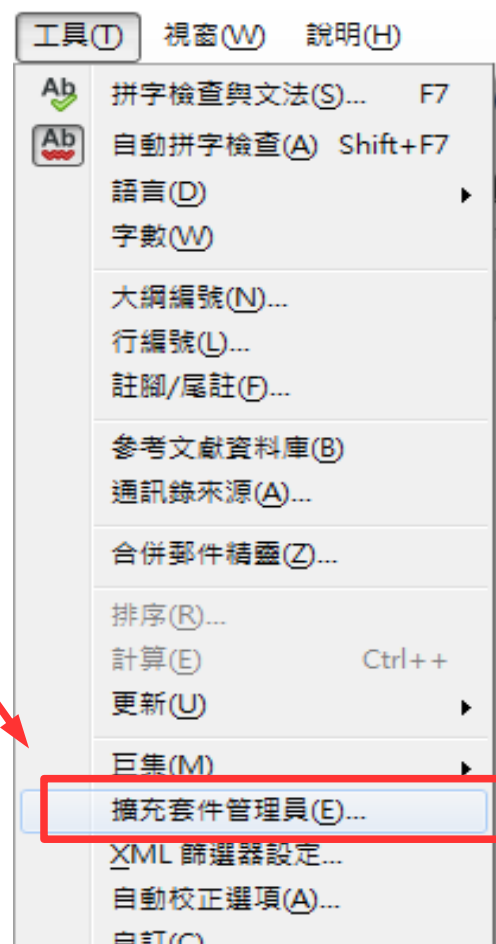 工具(T) 視窗(W) 說明(H)
拼字檢查與文法(S)... F7
自動拼字檢查(A) Shift+F7
語言(D)
字數(W)
大綱編號(N)...
行編號(L)...
註腳/尾註(F)...
參考文獻資料庫(B)
通訊錄來源(A)...
合併郵件精靈(Z)...
排序(R)...
計算(E) Ctrl++
更新(U)
巨集(M)
擴充套件管理員(E)...
XML 篩選器設定...
自動校正選項(A)...
自訂(C)